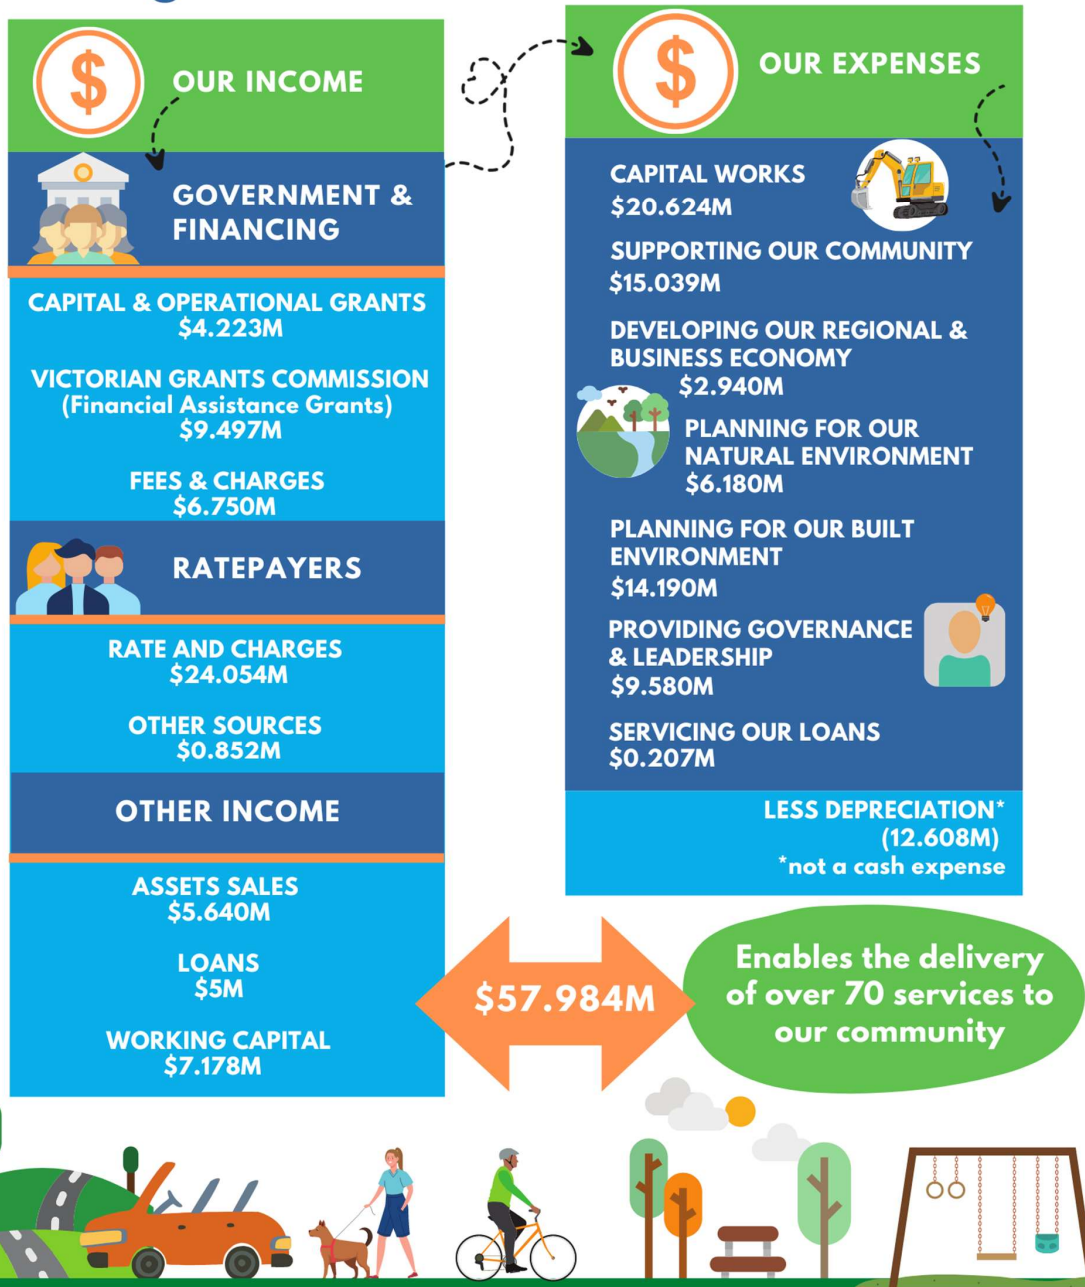 OUR INCOME
GOVERNMENT &
FINANCING
CAPITAL & OPERATIONAL GRANTS
$4.223M
VICTORIAN GRANTS COMMISSION
(Financial Assistance Grants)
$9.497M
FEES & CHARGES
$6.750M
RATEPAYERS
RATE AND CHARGES
$24.054M
OTHER SOURCES
$0.852M
OTHER INCOME
ASSETS SALES
$5.640M
LOANS
$5M
WORKING CAPITAL
$7.178M
OUR EXPENSES
CAPITAL WORKS
$20.624M
SUPPORTING OUR COMMUNITY
$15.039M
DEVELOPING OUR REGIONAL &
BUSINESS ECONOMY
$2.940M
PLANNING FOR OUR
NATURAL ENVIRONMENT
$6.180M
PLANNING FOR OUR BUILT
ENVIRONMENT
$14.190M
PROVIDING GOVERNANCE
& LEADERSHIP
$9.580M
SERVICING OUR LOANS
$0.207M
LESS DEPRECIATION*
(12.608M)
*not a cash expense
$57.984M
Enables the delivery
of over 70 services to
our community